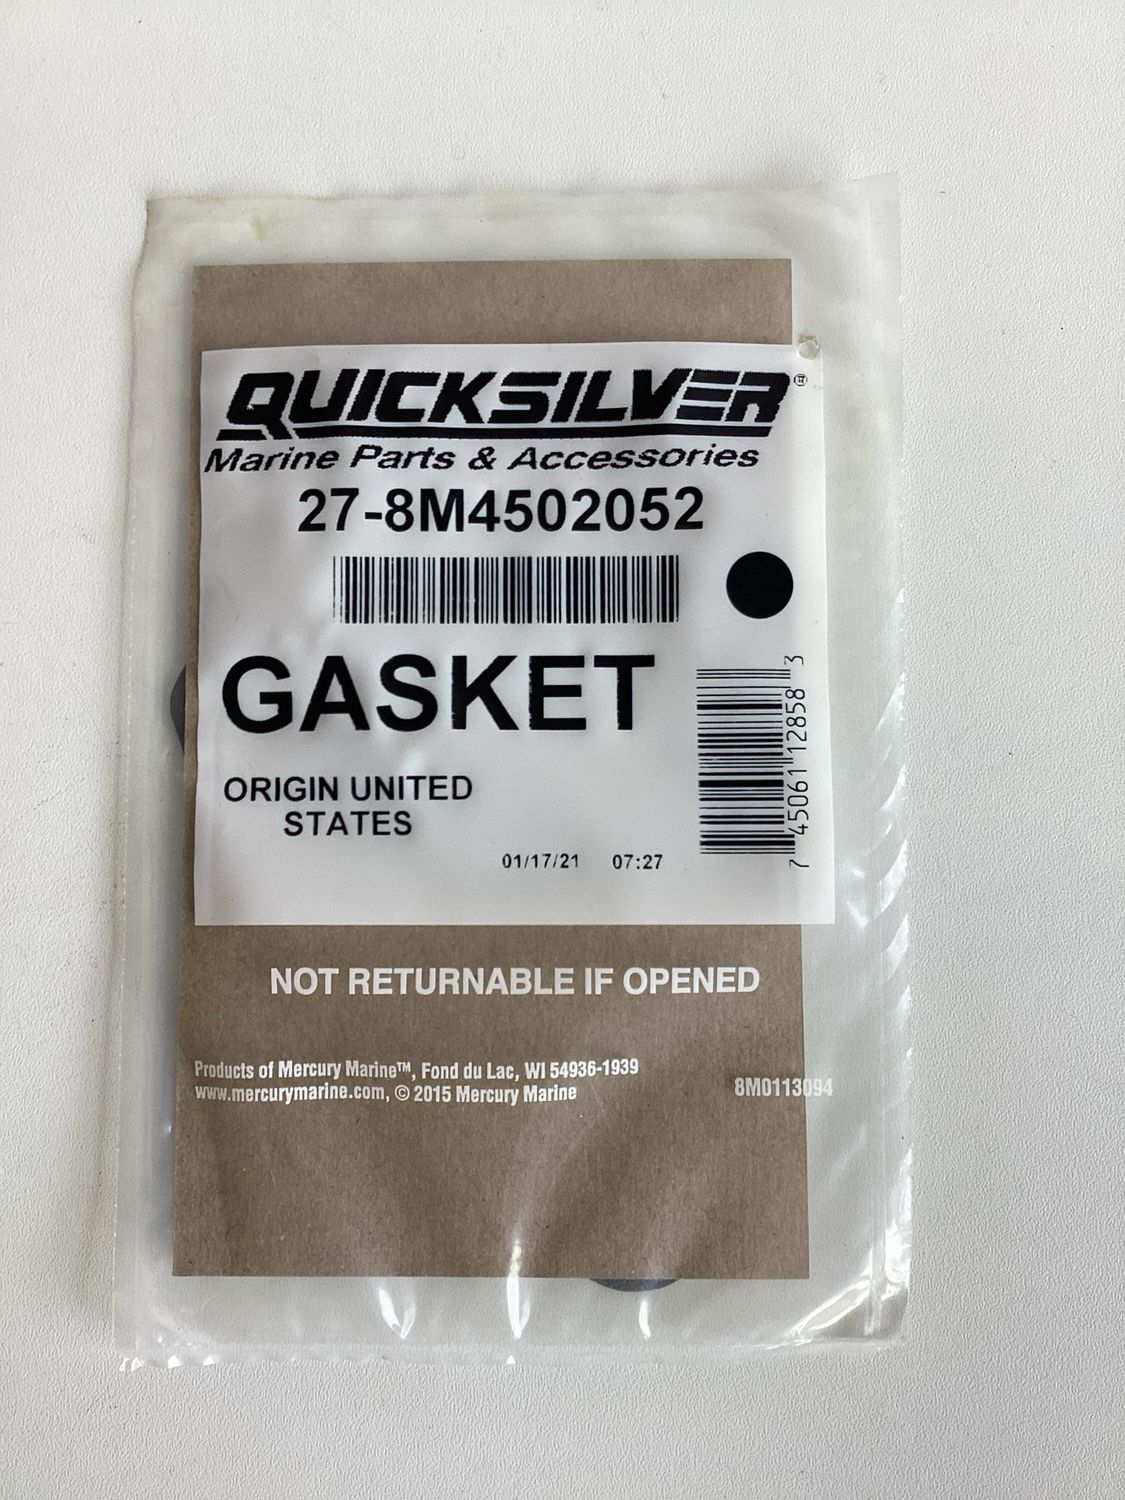 QUICKSILVER®
Marine Parts & Accessories
27-8M4502052
GASKET
ORIGIN UNITED
STATES
01/17/21 07:27
7 45061 12858 3
NOT RETURNABLE IF OPENED
Products of Mercury Marine™, Fond du Lac, WI 54936-1939
www.mercurymarine.com, © 2015 Mercury Marine
8M0113094